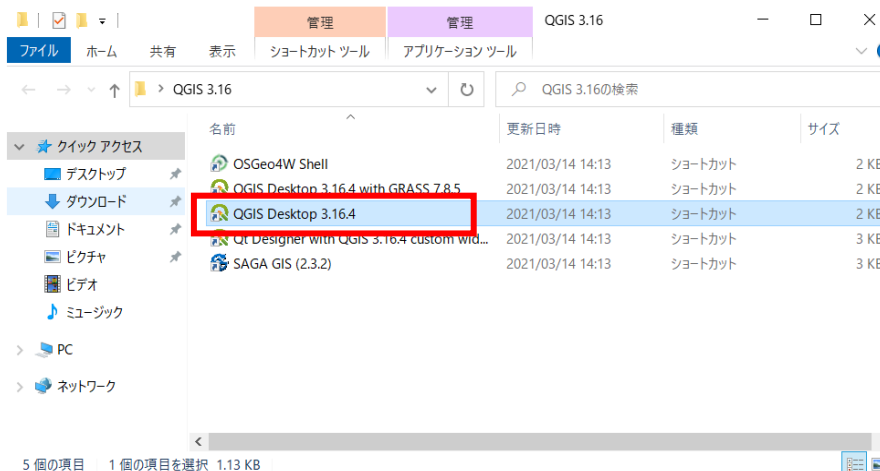 管理 管理 QGIS 3.16
ファイル ホーム 共有 表示 ショートカット ツール アプリケーション ツール
QGIS 3.16 QGIS 3.16の検索
名前 更新日時 種類 サイズ
クイック アクセス
デスクトップ
ダウンロード
ドキュメント
ピクチャ
ビデオ
ミュージック
PC
ネットワーク
OSGeo4W Shell 2021/03/14 14:13 ショートカット 2 KB
QGIS Desktop 3.16.4 with GRASS 7.8.5 2021/03/14 14:13 ショートカット 2 KB
QGIS Desktop 3.16.4 2021/03/14 14:13 ショートカット 2 KB
Qt Designer with QGIS 3.16.4 custom wid... 2021/03/14 14:13 ショートカット 3 KB
SAGA GIS (2.3.2) 2021/03/14 14:13 ショートカット 3 KB
5 個の項目 1 個の項目を選択 1.13 KB